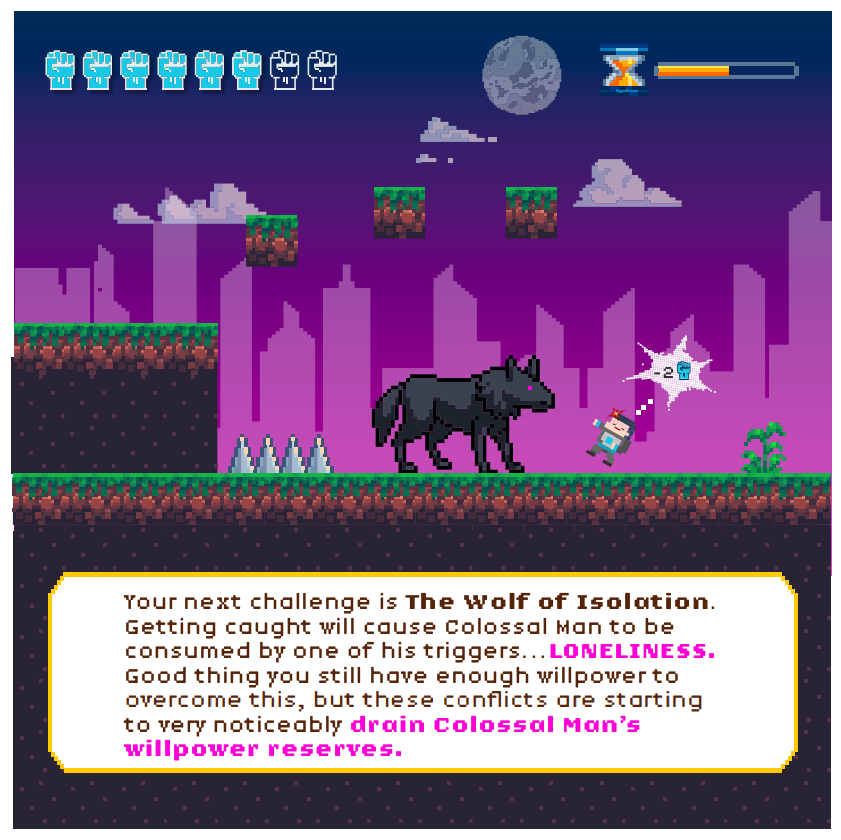 -2
Your next challenge is The Wolf of Isolation.
Getting caught will cause Colossal Man to be
consumed by one of his triggers...LONELINESS.
Good thing you still have enough willpower to
overcome this, but these conflicts are starting
to very noticeably drain Colossal Man's
willpower reserves.